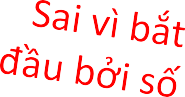 Sai vì bắt
đầu bởi số